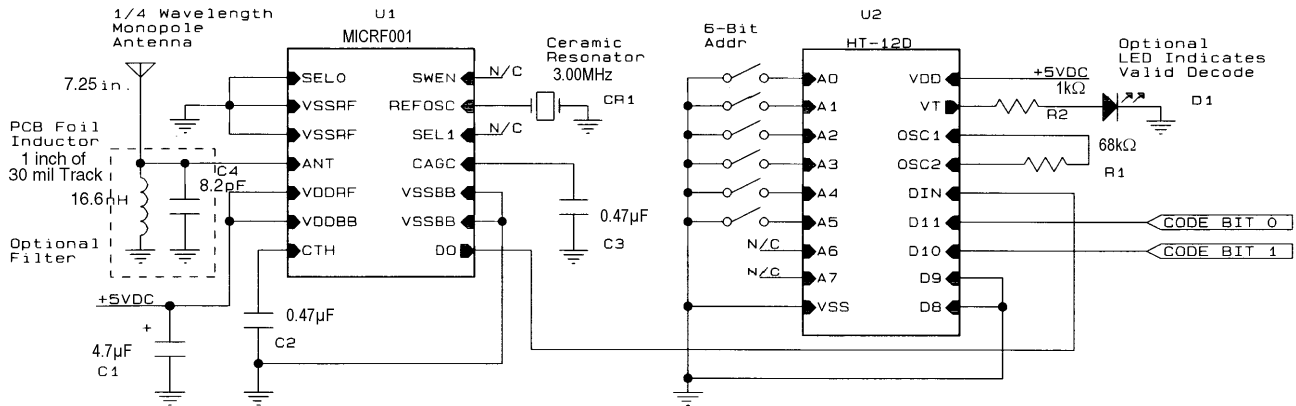 1/4 Wavelength
Monopole
Antenna
7.25 in.
PCB Foil
Inductor
1 inch of
30 mil Track
16.6nH
C4
8.2pF
Optional
Filter
+5VDC
+
4.7µF
C1
U1
MICRF001
SEL0
VSSRF
VSSRF
ANT
VDDRF
VDDBB
CTH
SWEN
REFOSC
SEL1
CAGC
VSSBB
VSSBB
DO
N/C
N/C
Ceramic
Resonator
3.00MHz
CR1
0.47µF
C3
0.47µF
C2
6-Bit
Addr
N/C
N/C
U2
HT-12D
A0
A1
A2
A3
A4
A5
A6
A7
VSS
VDD
VT
OSC1
OSC2
DIN
D11
D10
D9
D8
+5VDC
1kΩ
R2
Optional
LED Indicates
Valid Decode
D1
68kΩ
R1
CODE BIT 0
CODE BIT 1